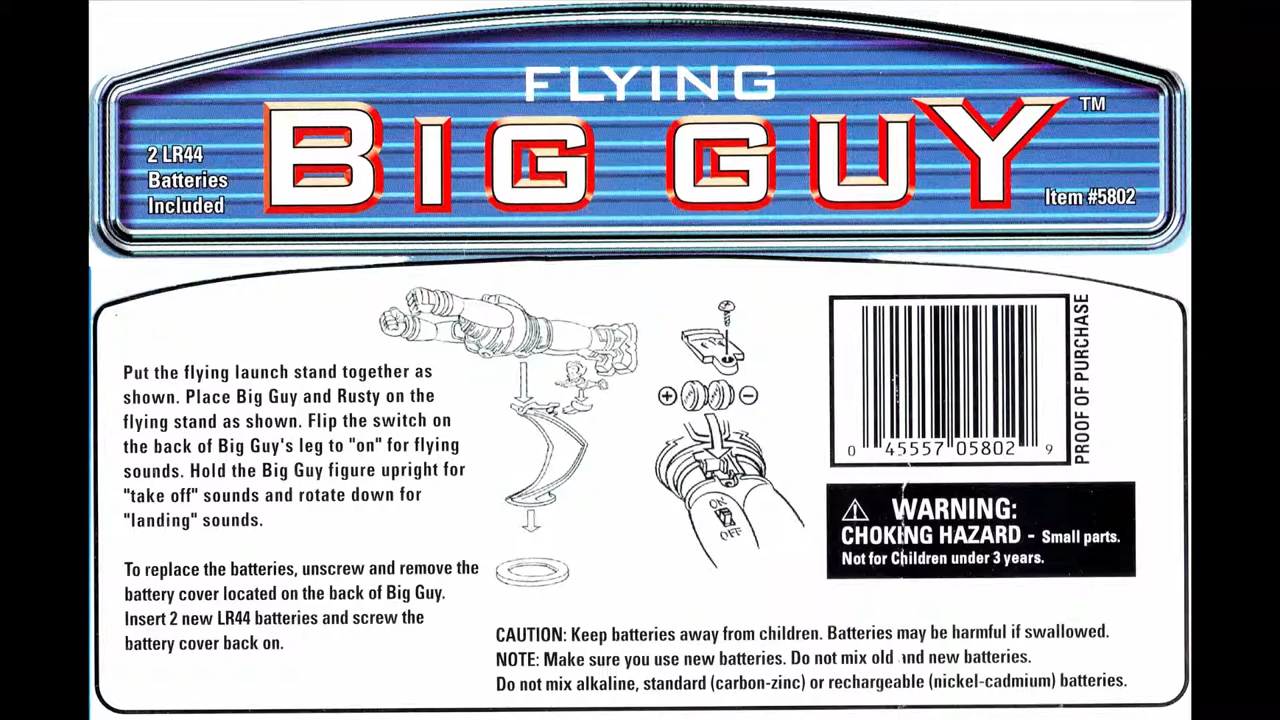 FLYING
BIG GUY™
2 LR44
Batteries
Included
Item #5802
Put the flying launch stand together as
shown. Place Big Guy and Rusty on the
flying stand as shown. Flip the switch on
the back of Big Guy's leg to "on" for flying
sounds. Hold the Big Guy figure upright for
"take off" sounds and rotate down for
"landing" sounds.
To replace the batteries, unscrew and remove the
battery cover located on the back of Big Guy.
Insert 2 new LR44 batteries and screw the
battery cover back on.
+ −
ON
OFF
0 45557 05802 9
PROOF OF PURCHASE
WARNING:
CHOKING HAZARD - Small parts.
Not for Children under 3 years.
CAUTION: Keep batteries away from children. Batteries may be harmful if swallowed.
NOTE: Make sure you use new batteries. Do not mix old and new batteries.
Do not mix alkaline, standard (carbon-zinc) or rechargeable (nickel-cadmium) batteries.